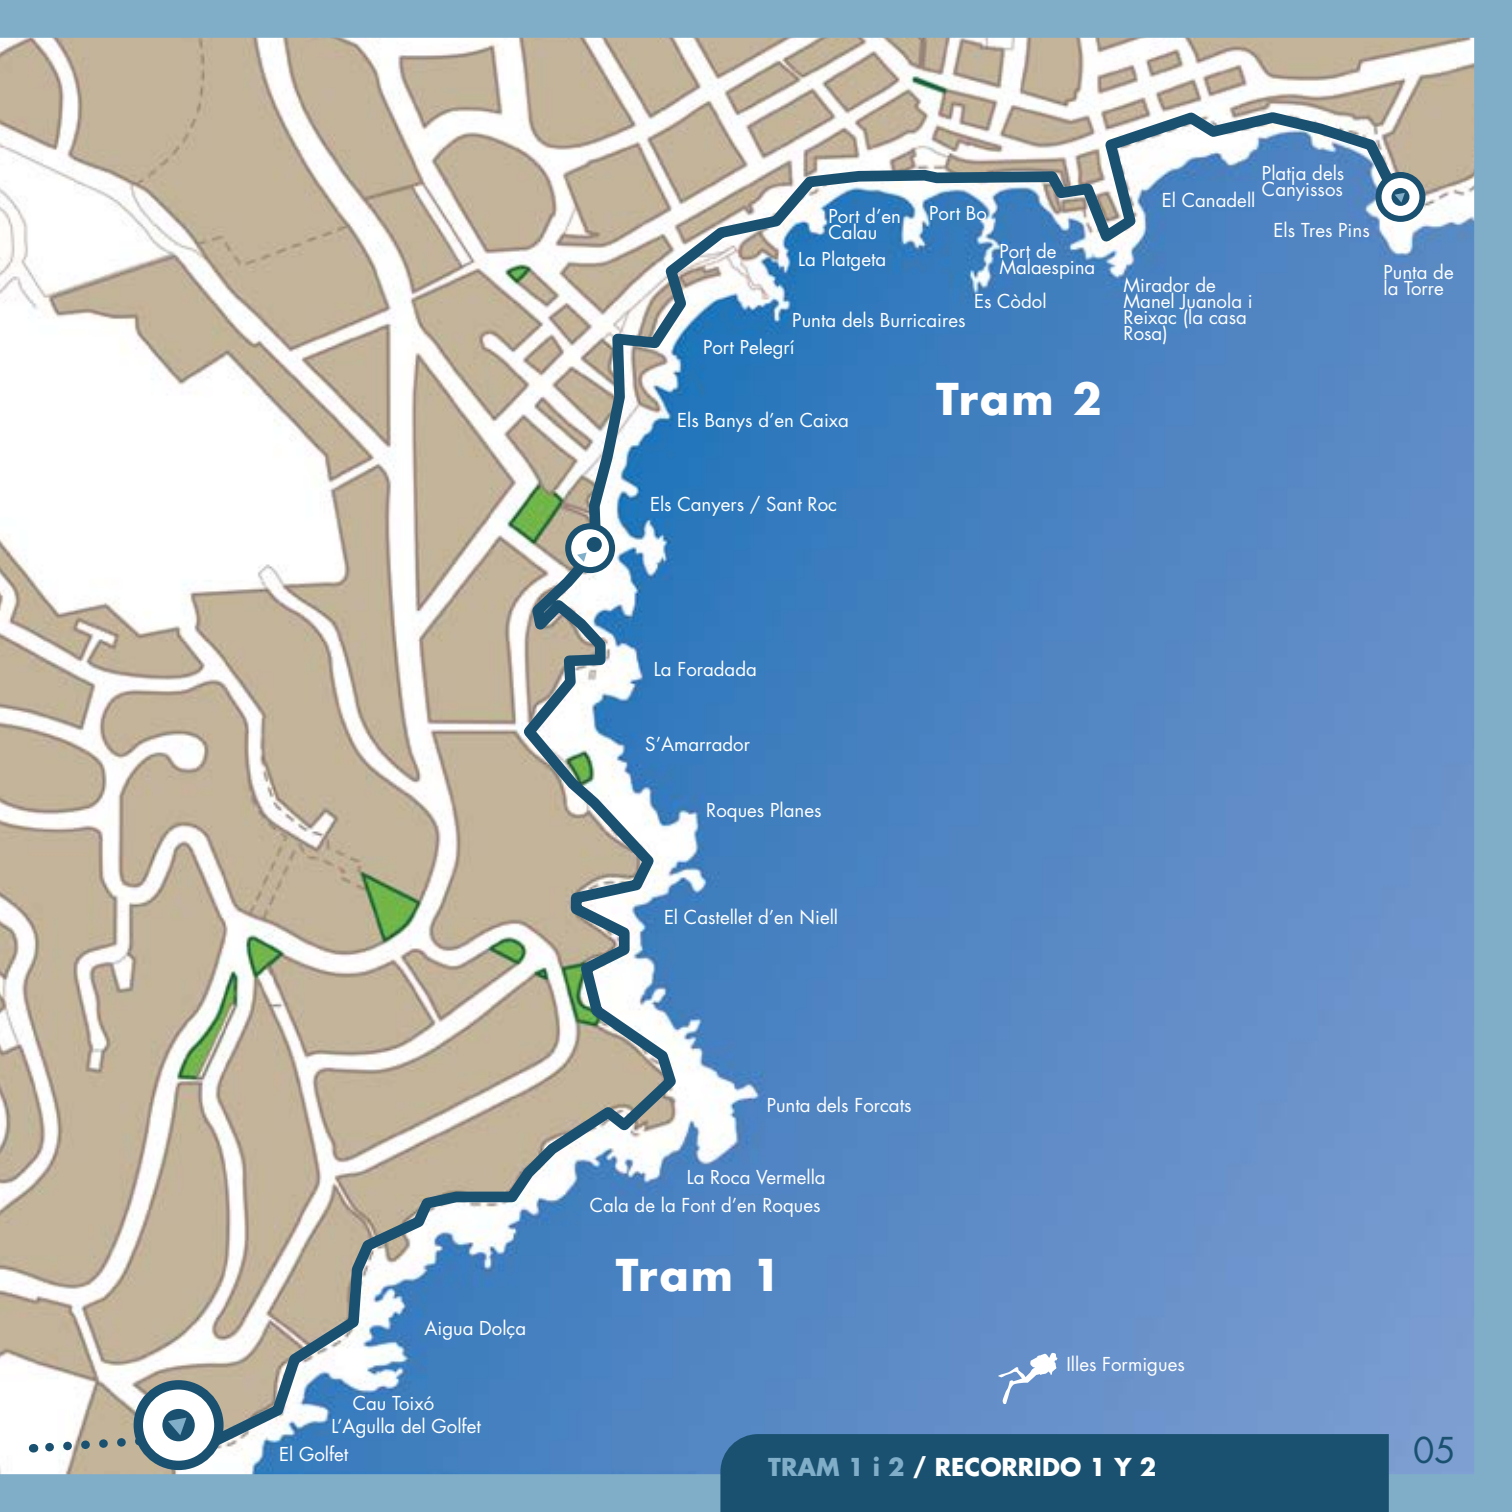 Platja dels
Canyissos
El Canadell
Els Tres Pins
Punta de
la Torre
Port d'en
Calau
Port Bo
La Platgeta
Port de
Malaespina
Es Còdol
Mirador de
Manel Juanola i
Reixac (la casa
Rosa)
Punta dels Burricaires
Port Pelegrí
Tram 2
Els Banys d'en Caixa
Els Canyers / Sant Roc
La Foradada
S'Amarrador
Roques Planes
El Castellet d'en Niell
Punta dels Forcats
La Roca Vermella
Cala de la Font d'en Roques
Tram 1
Aigua Dolça
Illes Formigues
Cau Toixó
L'Agulla del Golfet
El Golfet
TRAM 1 i 2 / RECORRIDO 1 Y 2
05